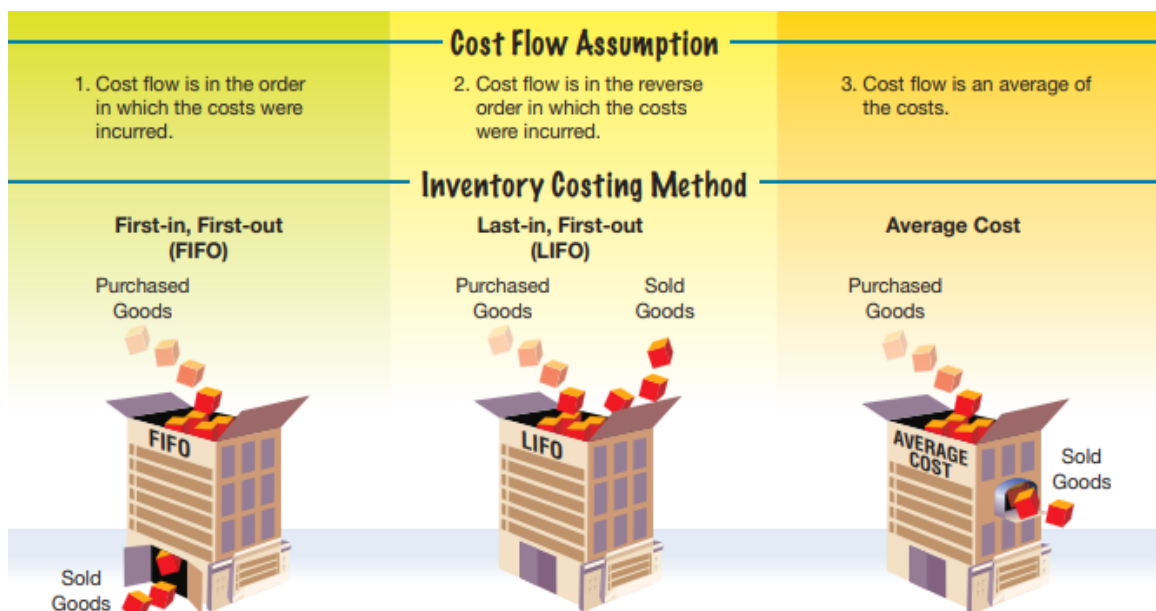 Cost Flow Assumption
1. Cost flow is in the order
in which the costs were
incurred.
2. Cost flow is in the reverse
order in which the costs
were incurred.
3. Cost flow is an average of
the costs.
Inventory Costing Method
First-in, First-out
(FIFO)
Purchased
Goods
FIFO
Sold
Goods
Last-in, First-out
(LIFO)
Purchased
Goods
Sold
Goods
LIFO
Average Cost
Purchased
Goods
AVERAGE
COST
Sold
Goods